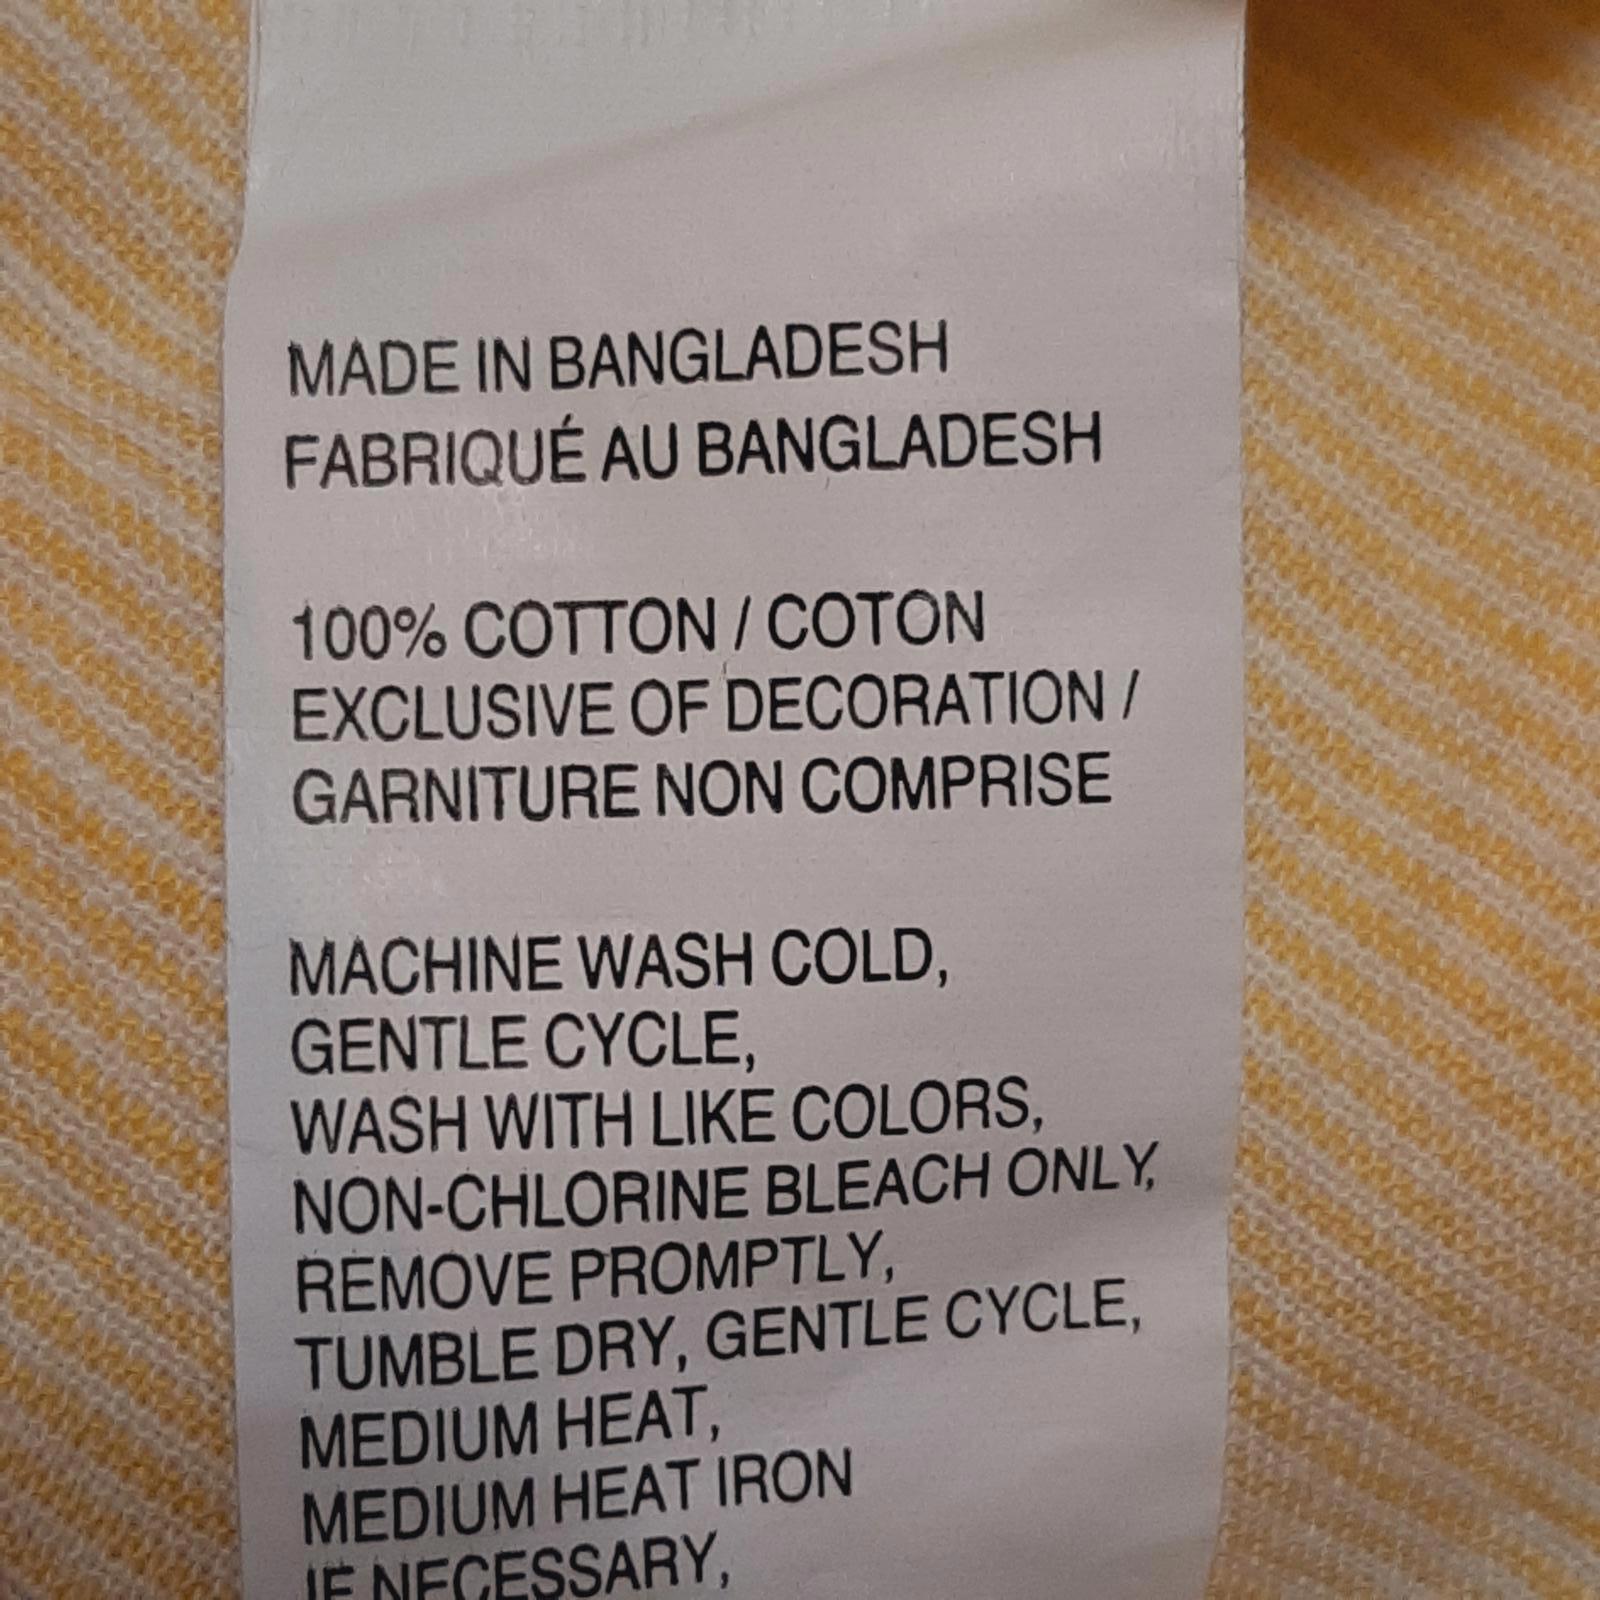 MADE IN BANGLADESH
FABRIQUÉ AU BANGLADESH
100% COTTON / COTON
EXCLUSIVE OF DECORATION /
GARNITURE NON COMPRISE
MACHINE WASH COLD,
GENTLE CYCLE,
WASH WITH LIKE COLORS,
NON-CHLORINE BLEACH ONLY,
REMOVE PROMPTLY,
TUMBLE DRY, GENTLE CYCLE,
MEDIUM HEAT,
MEDIUM HEAT IRON
IF NECESSARY,